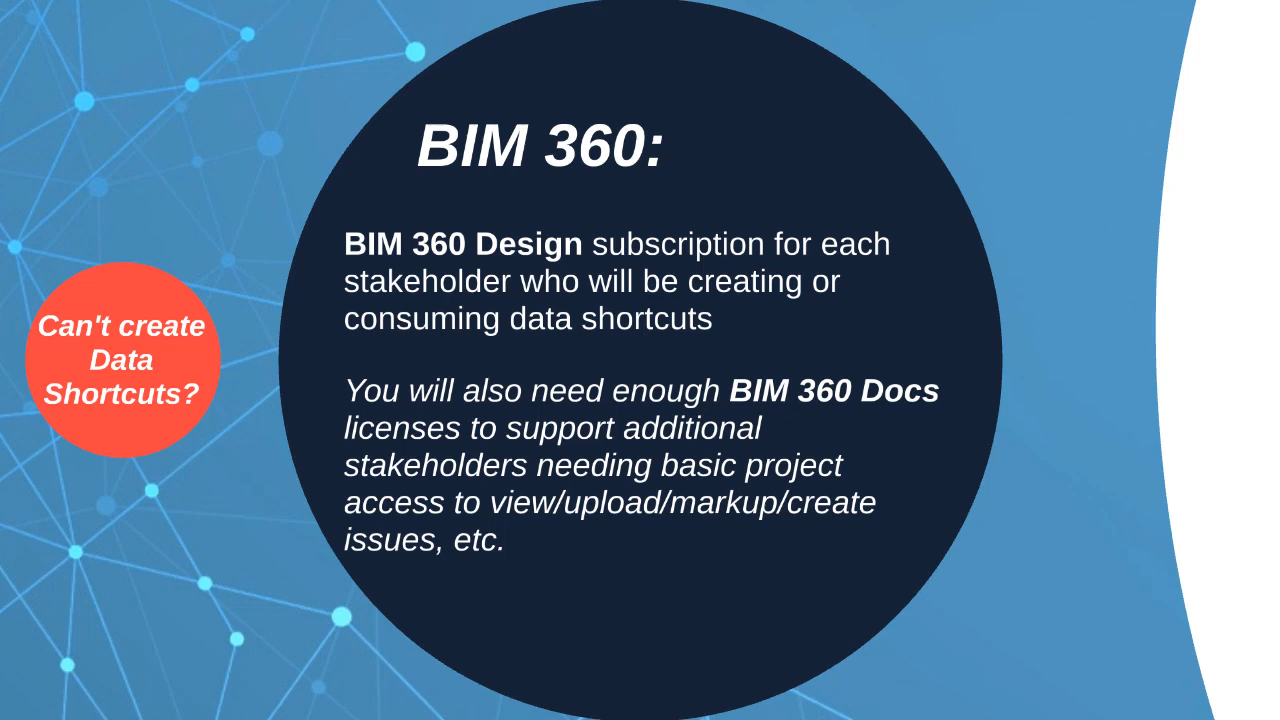 Can't create
Data
Shortcuts?
BIM 360:
BIM 360 Design subscription for each
stakeholder who will be creating or
consuming data shortcuts
You will also need enough BIM 360 Docs
licenses to support additional
stakeholders needing basic project
access to view/upload/markup/create
issues, etc.